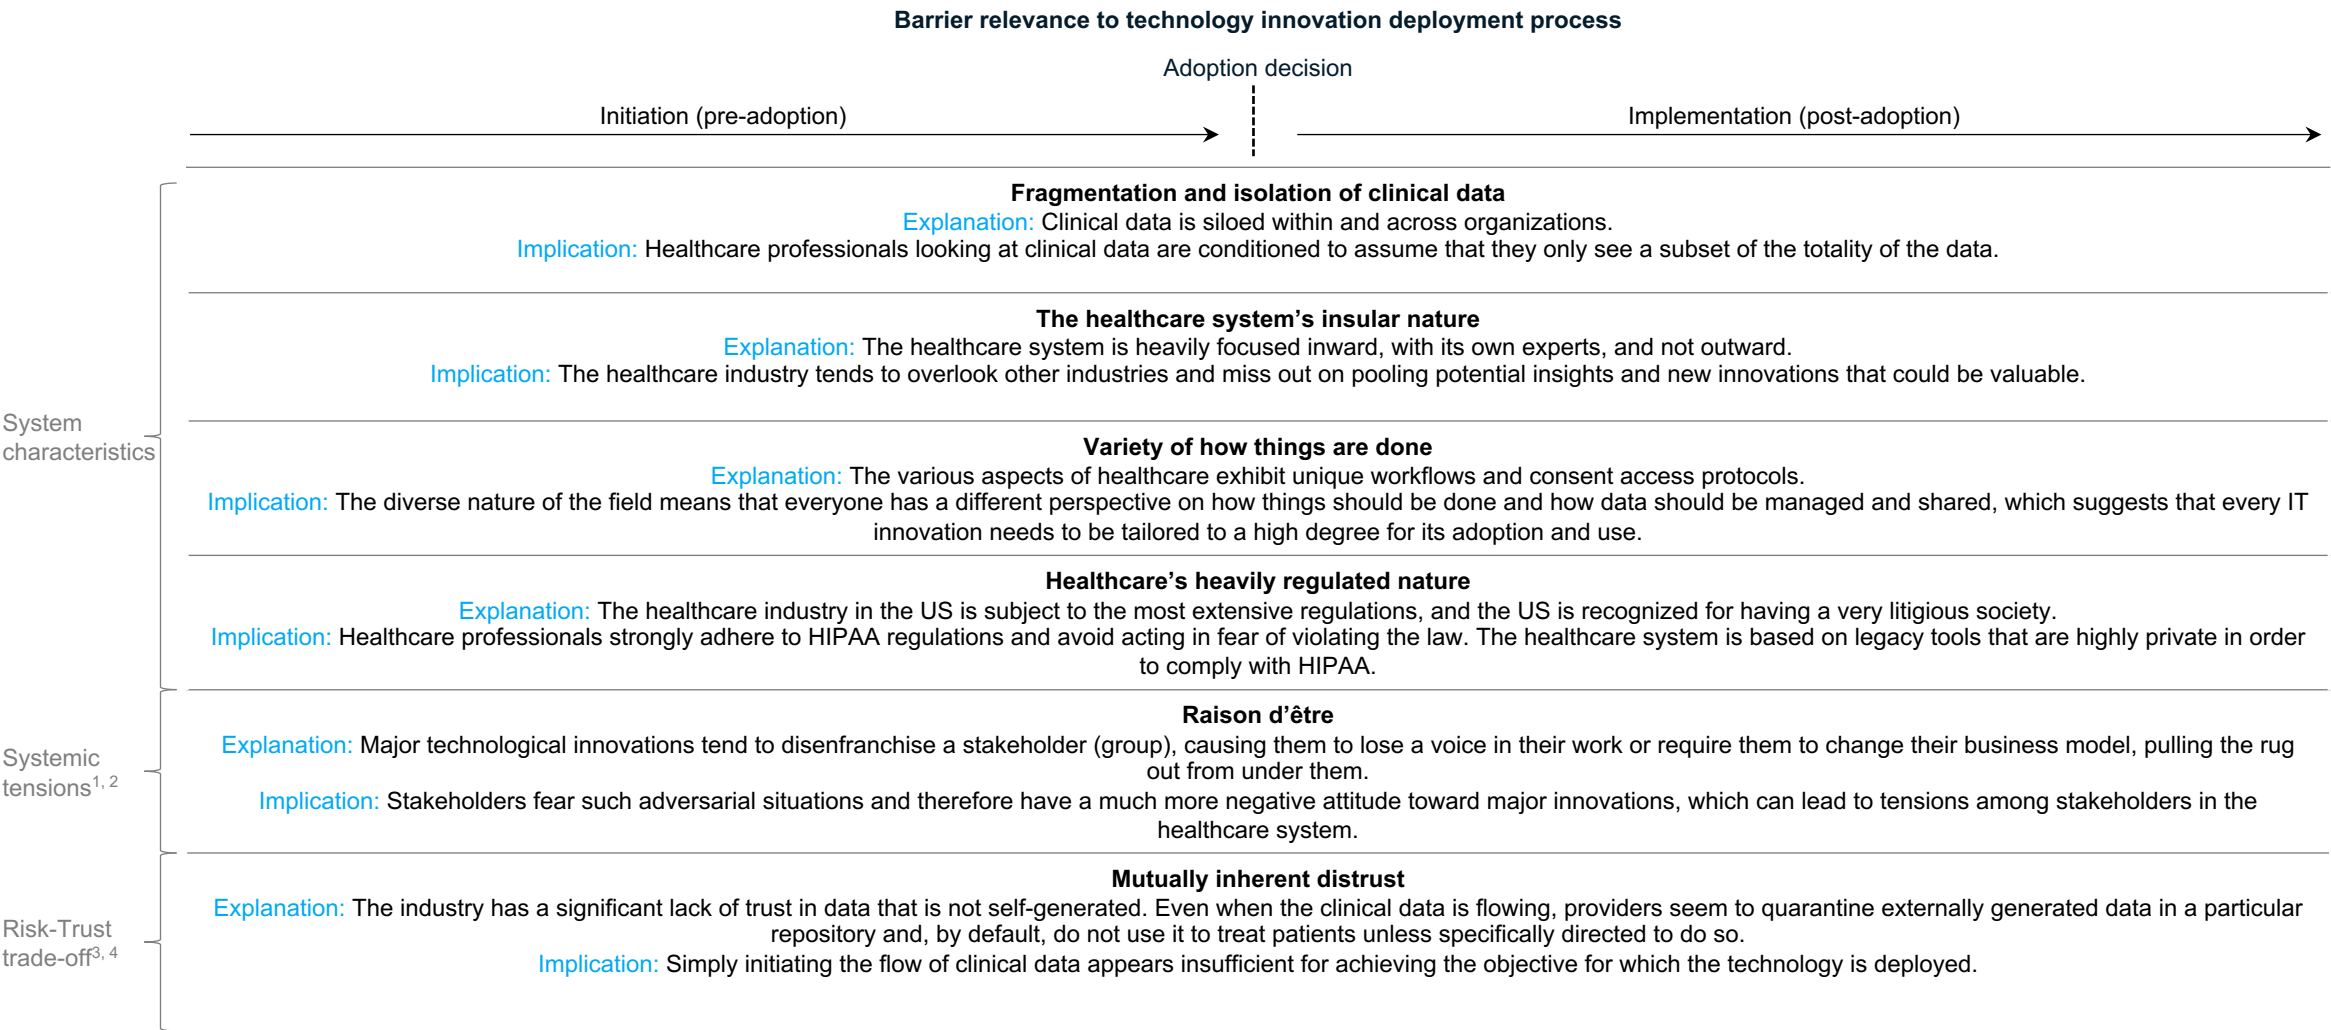 Barrier relevance to technology innovation deployment process
Adoption decision
Initiation (pre-adoption)
Implementation (post-adoption)
System
characteristics
Fragmentation and isolation of clinical data
Explanation: Clinical data is siloed within and across organizations.
Implication: Healthcare professionals looking at clinical data are conditioned to assume that they only see a subset of the totality of the data.
The healthcare system’s insular nature
Explanation: The healthcare system is heavily focused inward, with its own experts, and not outward.
Implication: The healthcare industry tends to overlook other industries and miss out on pooling potential insights and new innovations that could be valuable.
Variety of how things are done
Explanation: The various aspects of healthcare exhibit unique workflows and consent access protocols.
Implication: The diverse nature of the field means that everyone has a different perspective on how things should be done and how data should be managed and shared, which suggests that every IT
innovation needs to be tailored to a high degree for its adoption and use.
Healthcare’s heavily regulated nature
Explanation: The healthcare industry in the US is subject to the most extensive regulations, and the US is recognized for having a very litigious society.
Implication: Healthcare professionals strongly adhere to HIPAA regulations and avoid acting in fear of violating the law. The healthcare system is based on legacy tools that are highly private in order
to comply with HIPAA.
Systemic
tensions1, 2
Raison d’être
Explanation: Major technological innovations tend to disenfranchise a stakeholder (group), causing them to lose a voice in their work or require them to change their business model, pulling the rug
out from under them.
Implication: Stakeholders fear such adversarial situations and therefore have a much more negative attitude toward major innovations, which can lead to tensions among stakeholders in the
healthcare system.
Risk-Trust
trade-off3, 4
Mutually inherent distrust
Explanation: The industry has a significant lack of trust in data that is not self-generated. Even when the clinical data is flowing, providers seem to quarantine externally generated data in a particular
repository and, by default, do not use it to treat patients unless specifically directed to do so.
Implication: Simply initiating the flow of clinical data appears insufficient for achieving the objective for which the technology is deployed.